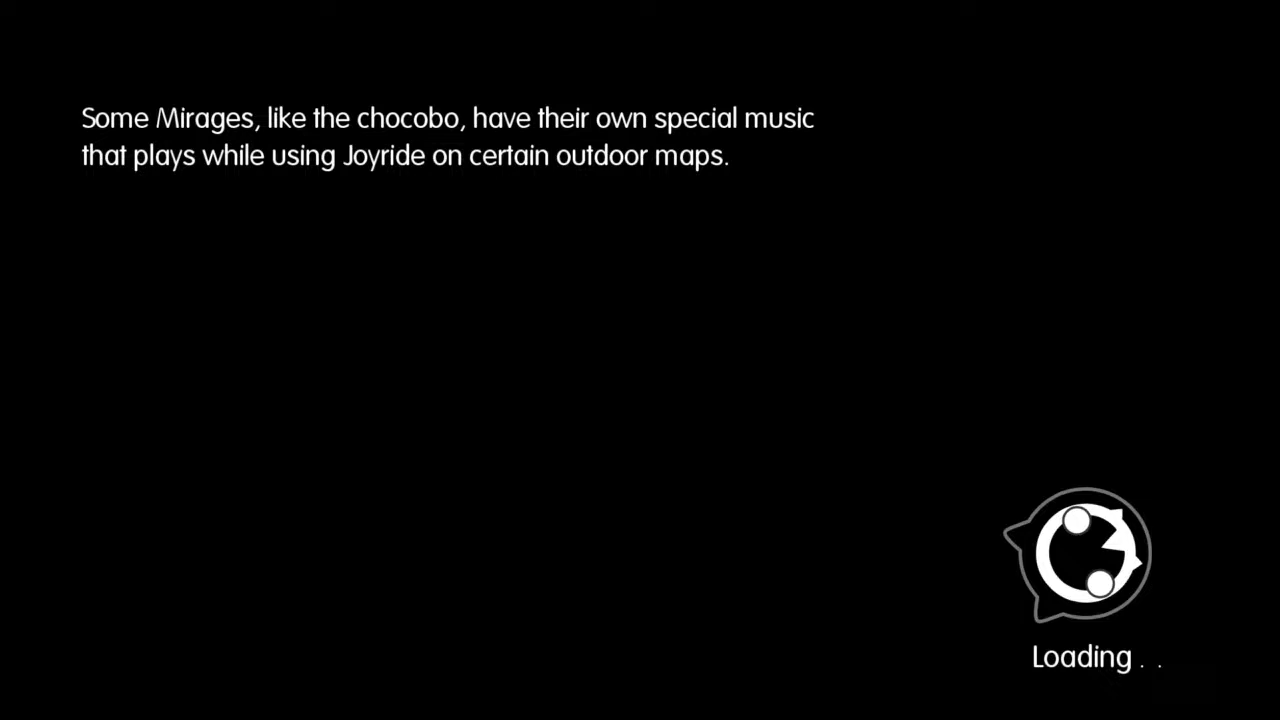 Some Mirages, like the chocobo, have their own special music
that plays while using Joyride on certain outdoor maps.
Loading . .